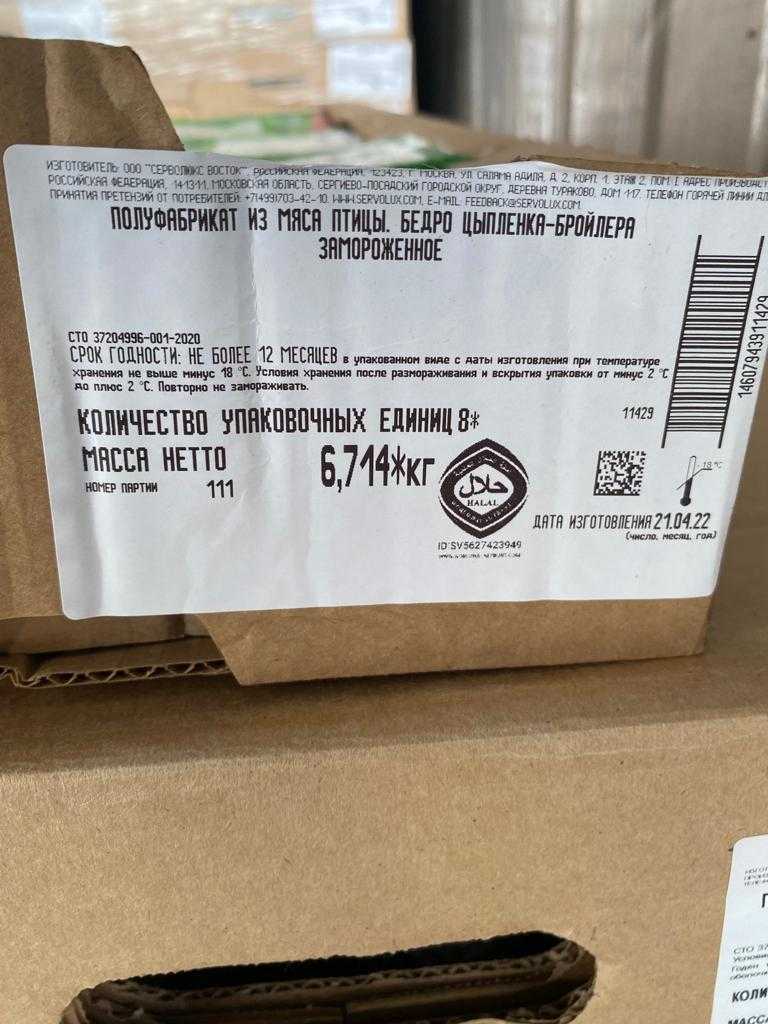 ИЗГОТОВИТЕЛЬ: ООО "СЕРВОЛЮКС ВОСТОК", РОССИЙСКАЯ ФЕДЕРАЦИЯ, 123423, Г. МОСКВА, УЛ. САЛЯМА АДИЛЯ, Д. 2, КОРП. 1, ЭТАЖ 2, ПОМ. I АДРЕС
РОССИЙСКАЯ ФЕДЕРАЦИЯ, 141311, МОСКОВСКАЯ ОБЛАСТЬ, СЕРГИЕВО-ПОСАДСКИЙ ГОРОДСКОЙ ОКРУГ, ДЕРЕВНЯ ТУРАКОВО, ДОМ 117. ТЕЛЕФОН ГОРЯЧЕЙ ЛИНИИ
ПРИНЯТИЯ ПРЕТЕНЗИЙ ОТ ПОТРЕБИТЕЛЕЙ: +7(499)703-42-10. WWW.SERVOLUX.COM, E-MAIL: FEEDBACK@SERVOLUX.COM
ПОЛУФАБРИКАТ ИЗ МЯСА ПТИЦЫ. БЕДРО ЦЫПЛЕНКА-БРОЙЛЕРА
ЗАМОРОЖЕННОЕ
СТО 37204996-001-2020
СРОК ГОДНОСТИ: НЕ БОЛЕЕ 12 МЕСЯЦЕВ в упакованном виде с даты изготовления при температуре
хранения не выше минус 18 °С. Условия хранения после размораживания и вскрытия упаковки от минус 2 °С
до плюс 2 °С. Повторно не замораживать.
КОЛИЧЕСТВО УПАКОВОЧНЫХ ЕДИНИЦ 8*
11429
14607943911429
МАССА НЕТТО 6,714*кг
НОМЕР ПАРТИИ 111
حلال
HALAL
ID:SV5627423949
-18 °С
ДАТА ИЗГОТОВЛЕНИЯ 21.04.22
(число, месяц, год)
СТО
КОЛИ
МАССА